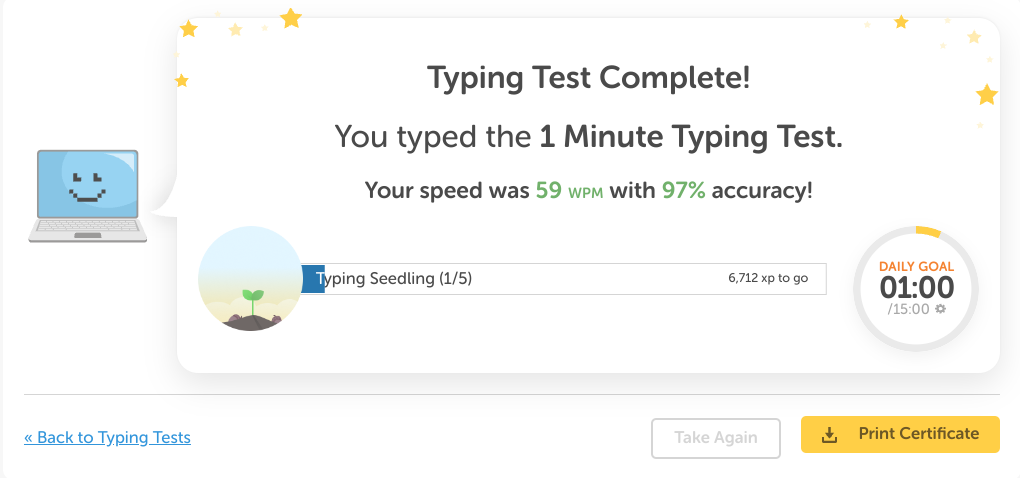 Typing Test Complete!
You typed the 1 Minute Typing Test.
Your speed was 59 WPM with 97% accuracy!
Typing Seedling (1/5)
6,712 xp to go
DAILY GOAL
01:00
/15:00
« Back to Typing Tests
Take Again
Print Certificate